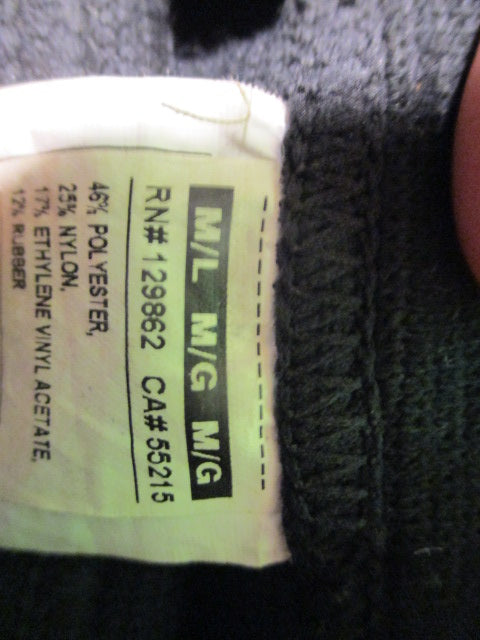 M/L M/G M/G
RN# 129862 CA# 55215
46% POLYESTER,
25% NYLON,
17% ETHYLENE VINYL ACETATE,
12% RUBBER